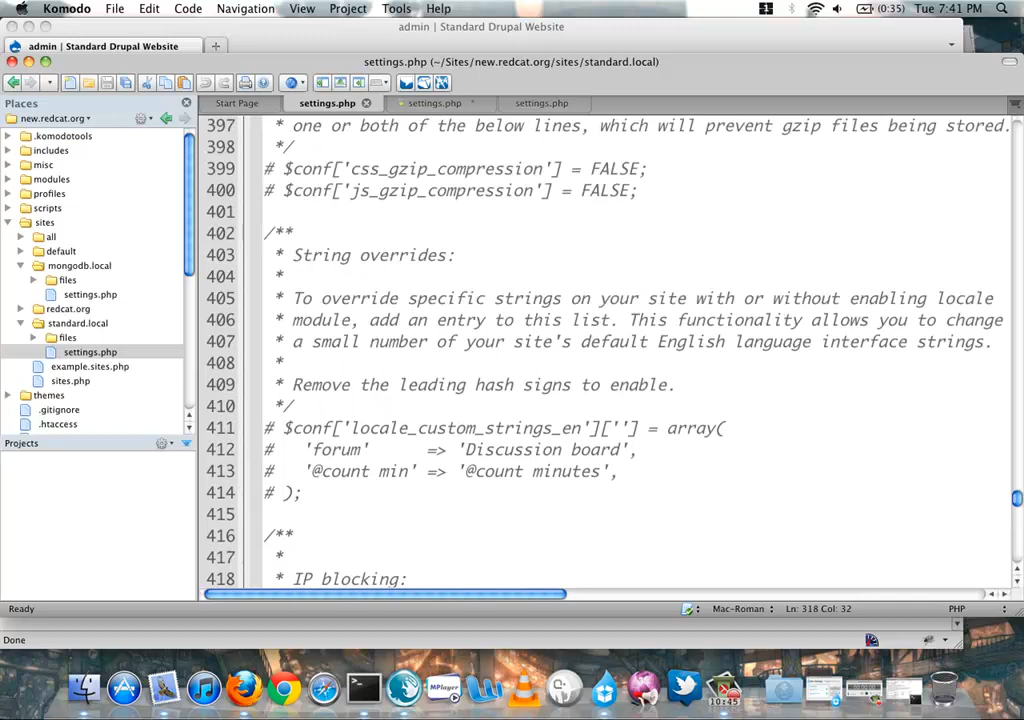 Komodo File Edit Code Navigation View Project Tools Help (0:35) Tue 7:41 PM
admin | Standard Drupal Website
admin | Standard Drupal Website +
settings.php (~/Sites/new.redcat.org/sites/standard.local)
Places
Start Page settings.php settings.php * settings.php
new.redcat.org
.komodotools
includes
misc
modules
profiles
scripts
sites
all
default
mongodb.local
files
settings.php
redcat.org
standard.local
files
settings.php
example.sites.php
sites.php
themes
.gitignore
.htaccess
Projects
397 * one or both of the below lines, which will prevent gzip files being stored.
398 */
399 # $conf['css_gzip_compression'] = FALSE;
400 # $conf['js_gzip_compression'] = FALSE;
401
402 /**
403 * String overrides:
404 *
405 * To override specific strings on your site with or without enabling locale
406 * module, add an entry to this list. This functionality allows you to change
407 * a small number of your site's default English language interface strings.
408 *
409 * Remove the leading hash signs to enable.
410 */
411 # $conf['locale_custom_strings_en'][''] = array(
412 # 'forum' => 'Discussion board',
413 # '@count min' => '@count minutes',
414 # );
415
416 /**
417 *
418 * IP blocking:
Ready Mac-Roman Ln: 318 Col: 32 PHP
Done
MPlayer
10:45